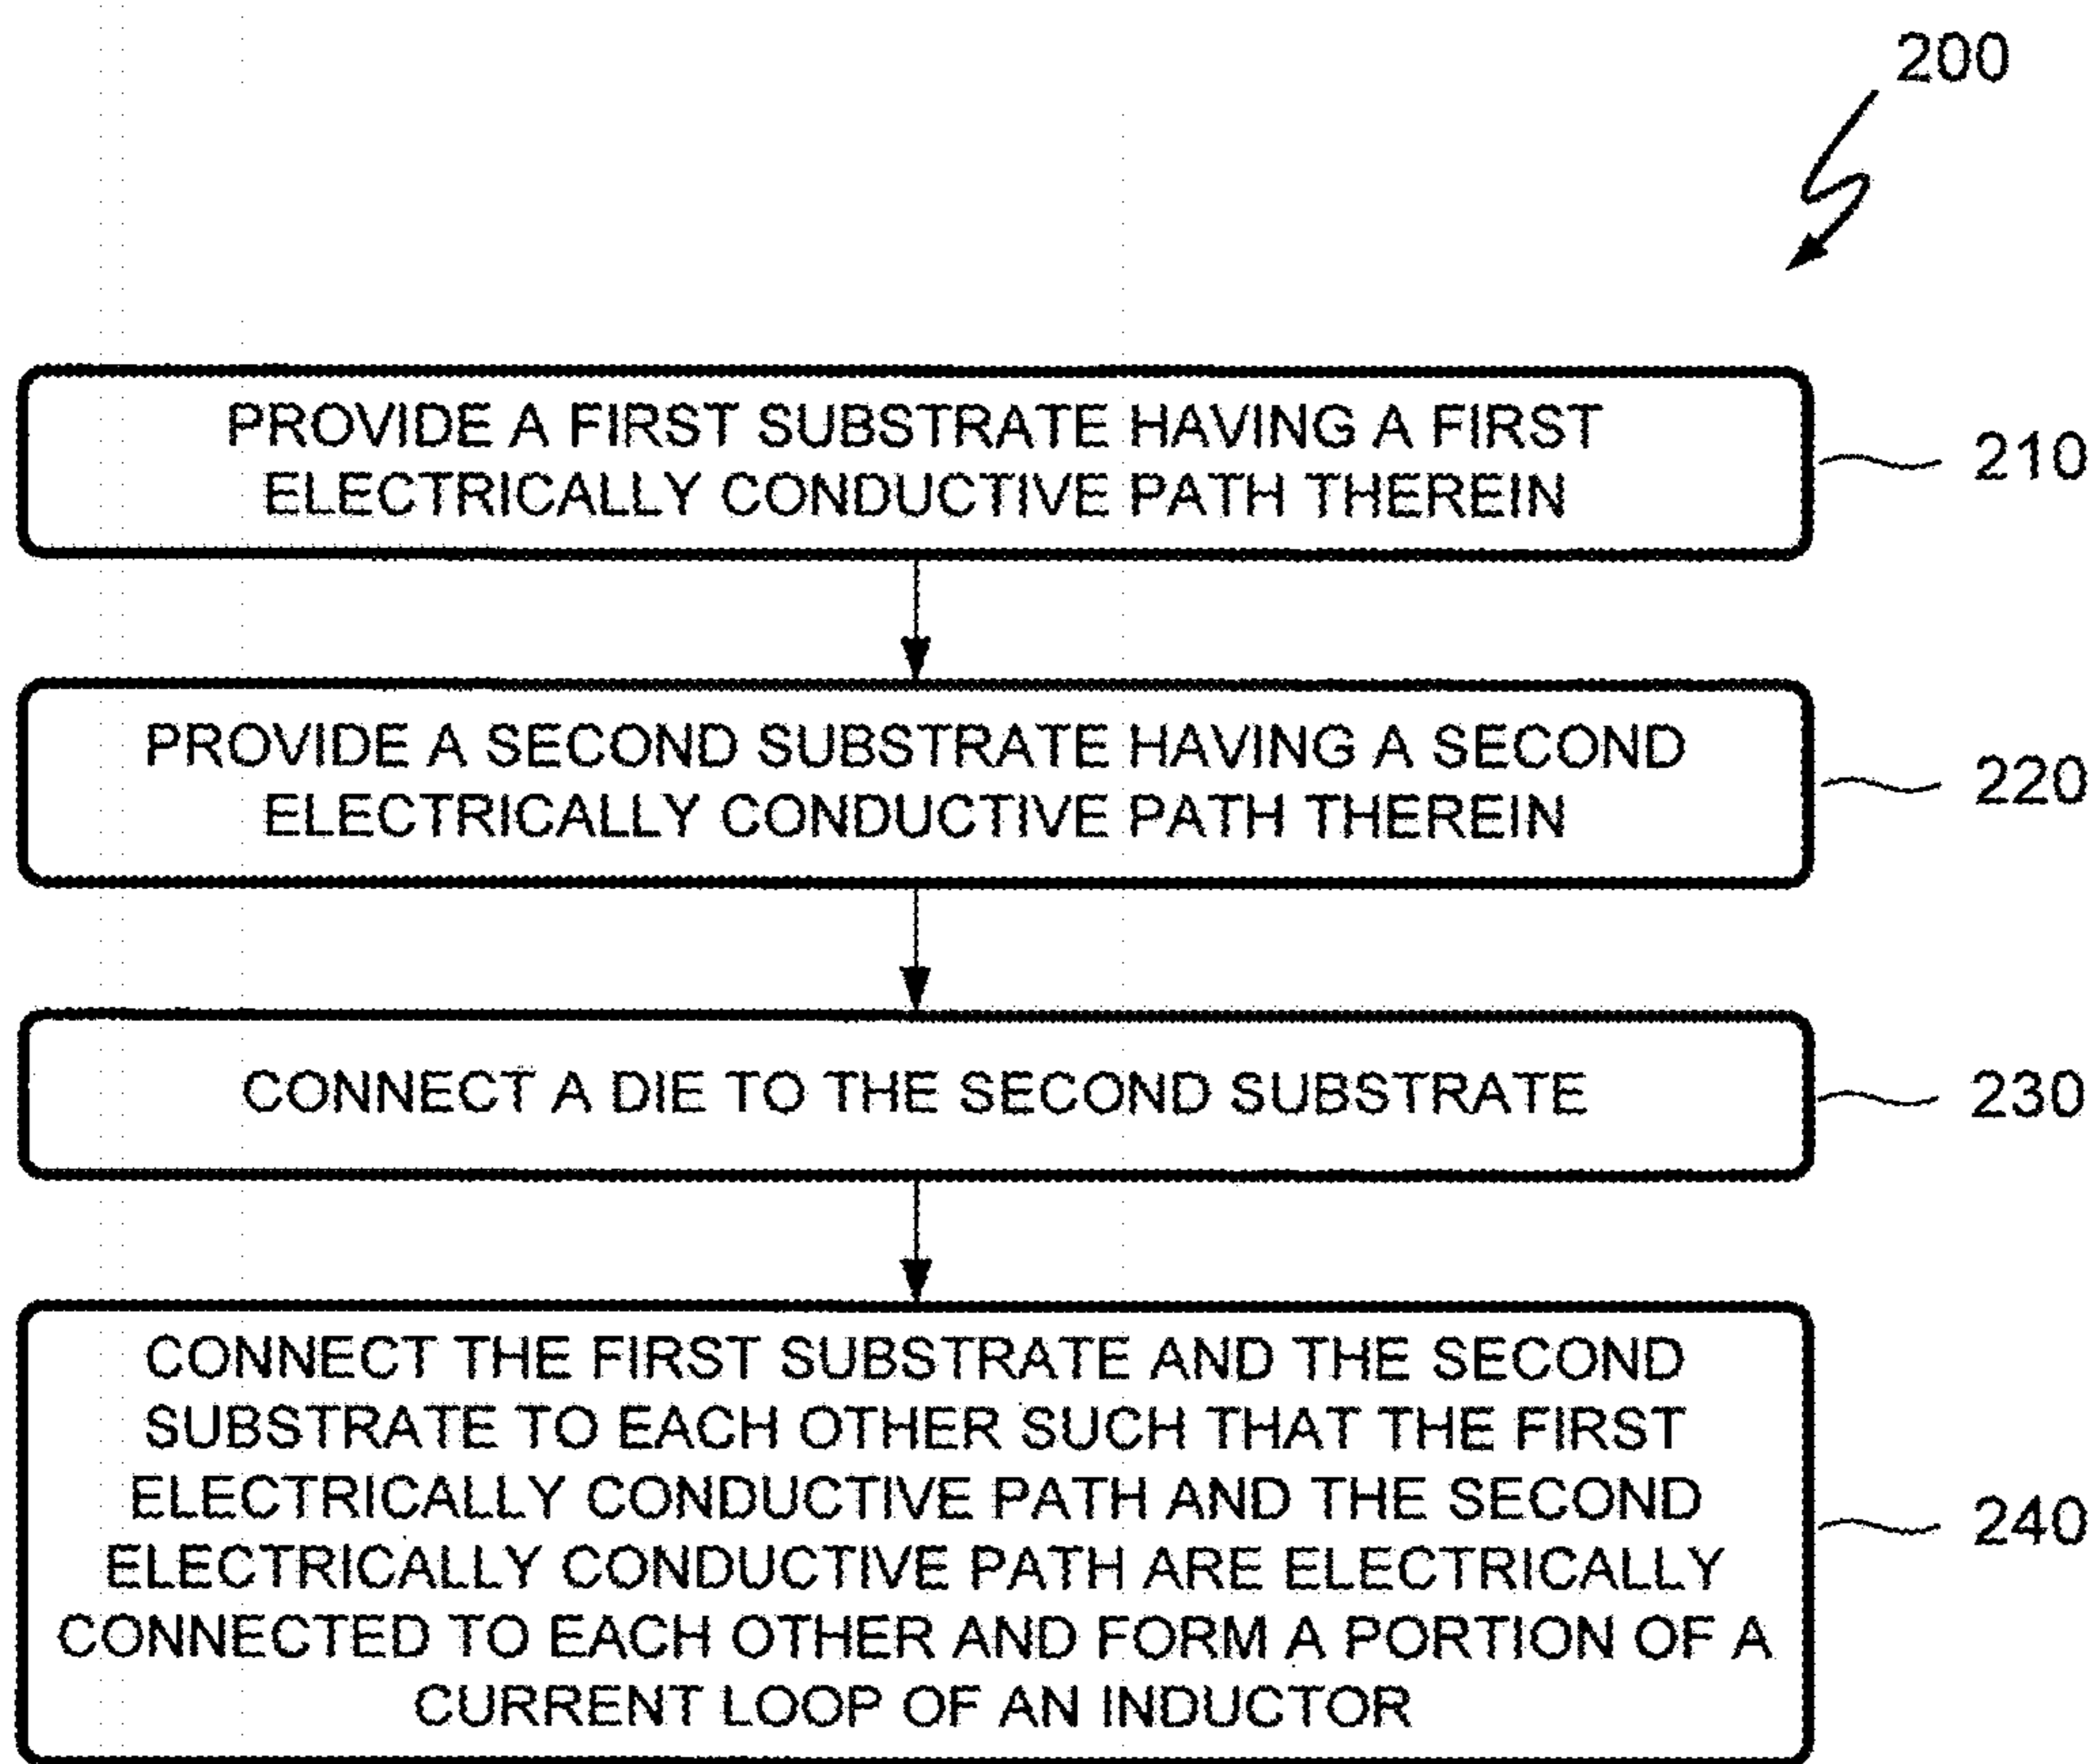 200
PROVIDE A FIRST SUBSTRATE HAVING A FIRST
ELECTRICALLY CONDUCTIVE PATH THEREIN
210
PROVIDE A SECOND SUBSTRATE HAVING A SECOND
ELECTRICALLY CONDUCTIVE PATH THEREIN
220
CONNECT A DIE TO THE SECOND SUBSTRATE
230
CONNECT THE FIRST SUBSTRATE AND THE SECOND
SUBSTRATE TO EACH OTHER SUCH THAT THE FIRST
ELECTRICALLY CONDUCTIVE PATH AND THE SECOND
ELECTRICALLY CONDUCTIVE PATH ARE ELECTRICALLY
CONNECTED TO EACH OTHER AND FORM A PORTION OF A
CURRENT LOOP OF AN INDUCTOR
240